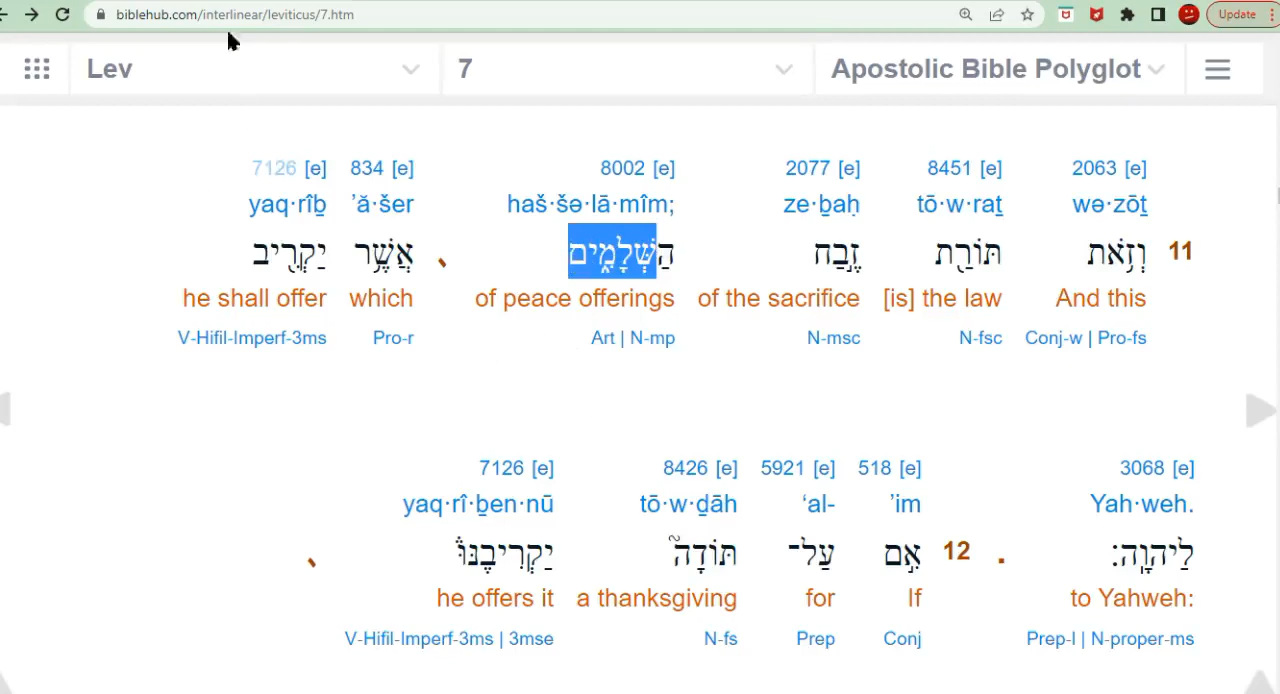 biblehub.com/interlinear/leviticus/7.htm Update
Lev 7 Apostolic Bible Polyglot
7126 [e] 834 [e] 8002 [e] 2077 [e] 8451 [e] 2063 [e]
yaq·rîḇ ’ă·šer haš·šə·lā·mîm; ze·ḇaḥ tō·w·raṯ wə·zōṯ
11 וְזֹ֥את תּוֹרַ֖ת זֶ֣בַח הַשְּׁלָמִ֑ים 、 אֲשֶׁ֥ר יַקְרִ֖יב
he shall offer which of peace offerings of the sacrifice [is] the law And this
V-Hifil-Imperf-3ms Pro-r Art | N-mp N-msc N-fsc Conj-w | Pro-fs
7126 [e] 8426 [e] 5921 [e] 518 [e] 3068 [e]
yaq·rî·ḇen·nū tō·w·ḏāh ‘al- ’im Yah·weh.
לַיהוָֽה׃ . 12 אִ֣ם עַל־ תּוֹדָה֮ יַקְרִיבֶנּוּ֒ 、
he offers it a thanksgiving for If to Yahweh:
V-Hifil-Imperf-3ms | 3mse N-fs Prep Conj Prep-l | N-proper-ms